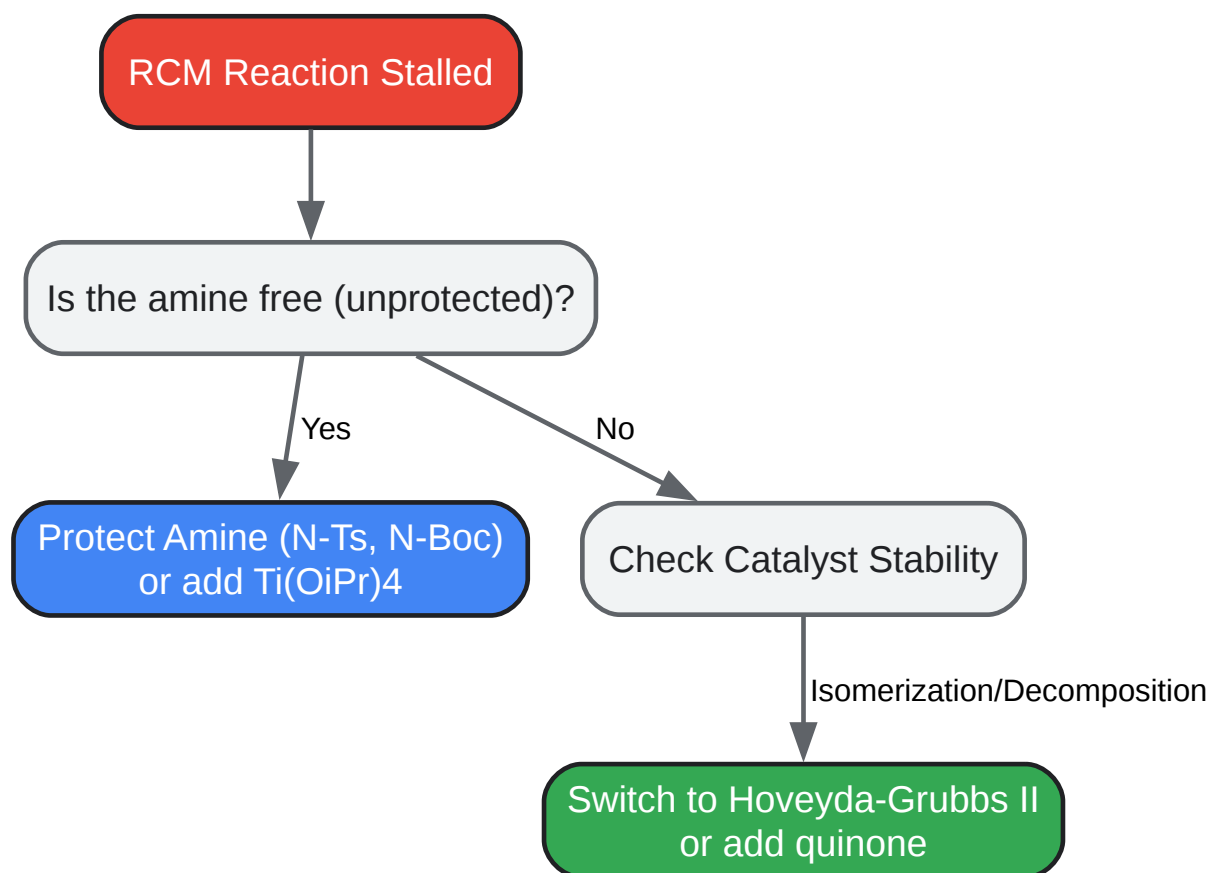 RCM Reaction Stalled
Is the amine free (unprotected)?
Yes
No
Protect Amine (N-Ts, N-Boc)
or add Ti(OiPr)4
Check Catalyst Stability
Isomerization/Decomposition
Switch to Hoveyda-Grubbs II
or add quinone